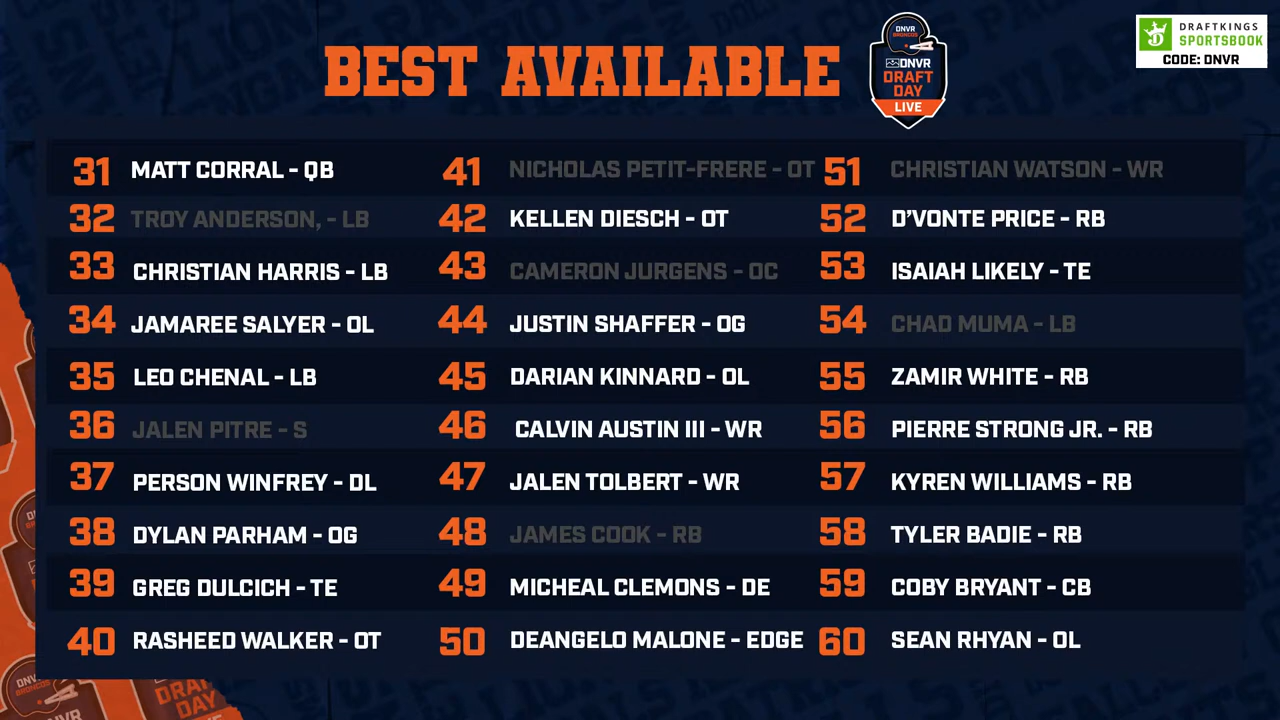 BEST AVAILABLE
DNVR
BRONCOS
DNVR
DRAFT
DAY
LIVE
DRAFTKINGS
SPORTSBOOK
CODE: DNVR
31 MATT CORRAL - QB
32 TROY ANDERSON, - LB
33 CHRISTIAN HARRIS - LB
34 JAMAREE SALYER - OL
35 LEO CHENAL - LB
36 JALEN PITRE - S
37 PERSON WINFREY - DL
38 DYLAN PARHAM - OG
39 GREG DULCICH - TE
40 RASHEED WALKER - OT
41 NICHOLAS PETIT-FRERE - OT
42 KELLEN DIESCH - OT
43 CAMERON JURGENS - OC
44 JUSTIN SHAFFER - OG
45 DARIAN KINNARD - OL
46 CALVIN AUSTIN III - WR
47 JALEN TOLBERT - WR
48 JAMES COOK - RB
49 MICHEAL CLEMONS - DE
50 DEANGELO MALONE - EDGE
51 CHRISTIAN WATSON - WR
52 D'VONTE PRICE - RB
53 ISAIAH LIKELY - TE
54 CHAD MUMA - LB
55 ZAMIR WHITE - RB
56 PIERRE STRONG JR. - RB
57 KYREN WILLIAMS - RB
58 TYLER BADIE - RB
59 COBY BRYANT - CB
60 SEAN RHYAN - OL